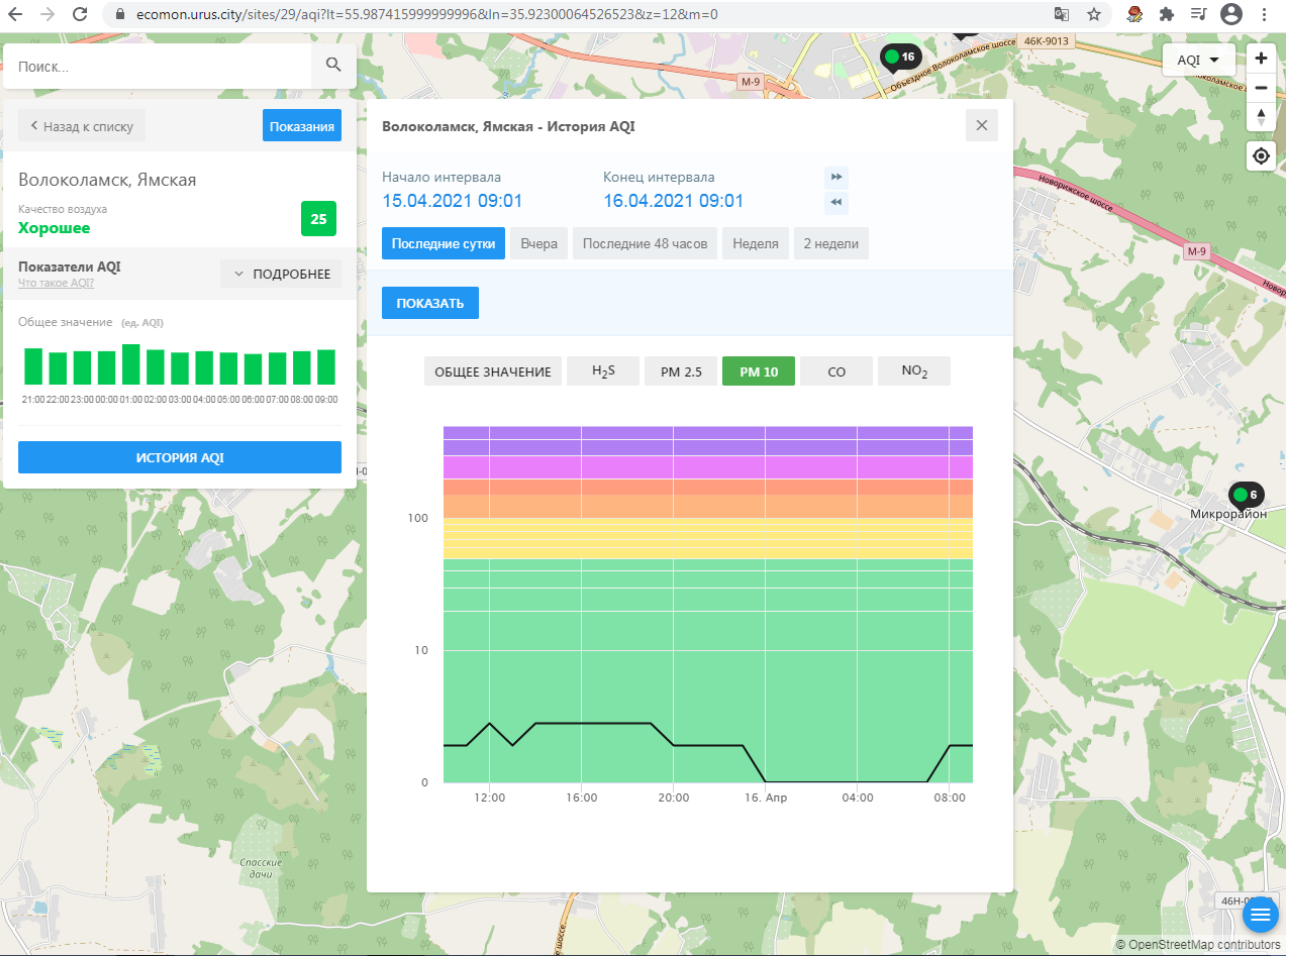 ecomon.urus.city/sites/29/aqi?lt=55.987415999999996&ln=35.92300064526523&z=12&m=0
Поиск...
Назад к списку
Показания
Волоколамск, Ямская
Качество воздуха
Хорошее
25
Показатели AQI
Что такое AQI?
ПОДРОБНЕЕ
Общее значение (ед. AQI)
21:00 22:00 23:00 00:00 01:00 02:00 03:00 04:00 05:00 06:00 07:00 08:00 09:00
ИСТОРИЯ AQI
Волоколамск, Ямская - История AQI
Начало интервала
15.04.2021 09:01
Конец интервала
16.04.2021 09:01
Последние сутки
Вчера
Последние 48 часов
Неделя
2 недели
ПОКАЗАТЬ
ОБЩЕЕ ЗНАЧЕНИЕ
H2S
PM 2.5
PM 10
CO
NO2
100
10
0
12:00 16:00 20:00 16. Апр 04:00 08:00
M-9
16
Объездное Волоколамское шоссе
46К-9013
AQI
Новорижское шоссе
M-9
6
Микрорайон
Спасские
дачи
© OpenStreetMap contributors